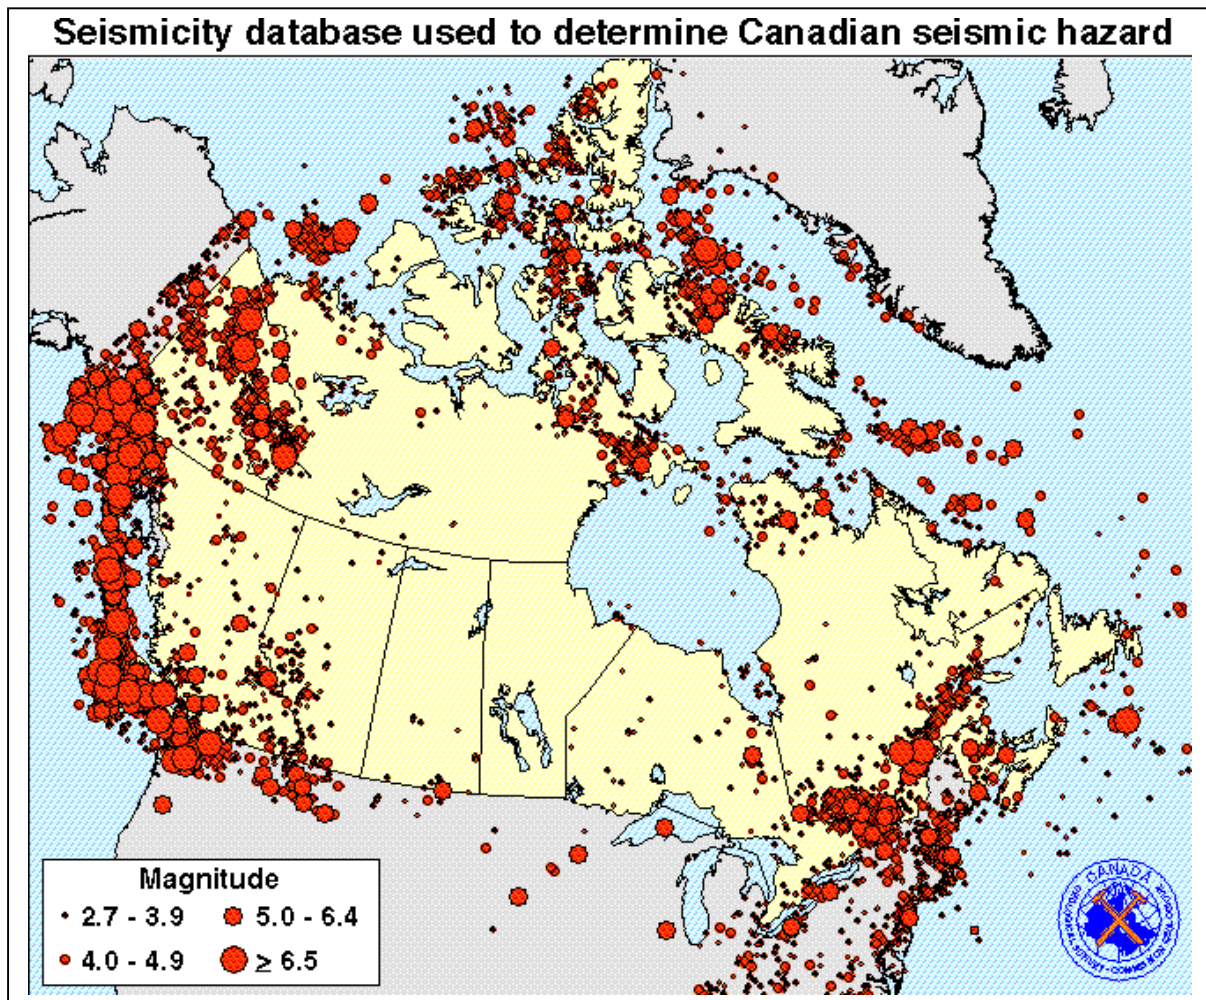 Seismicity database used to determine Canadian seismic hazard
Magnitude
2.7 - 3.9
5.0 - 6.4
4.0 - 4.9
≥ 6.5
CANADA